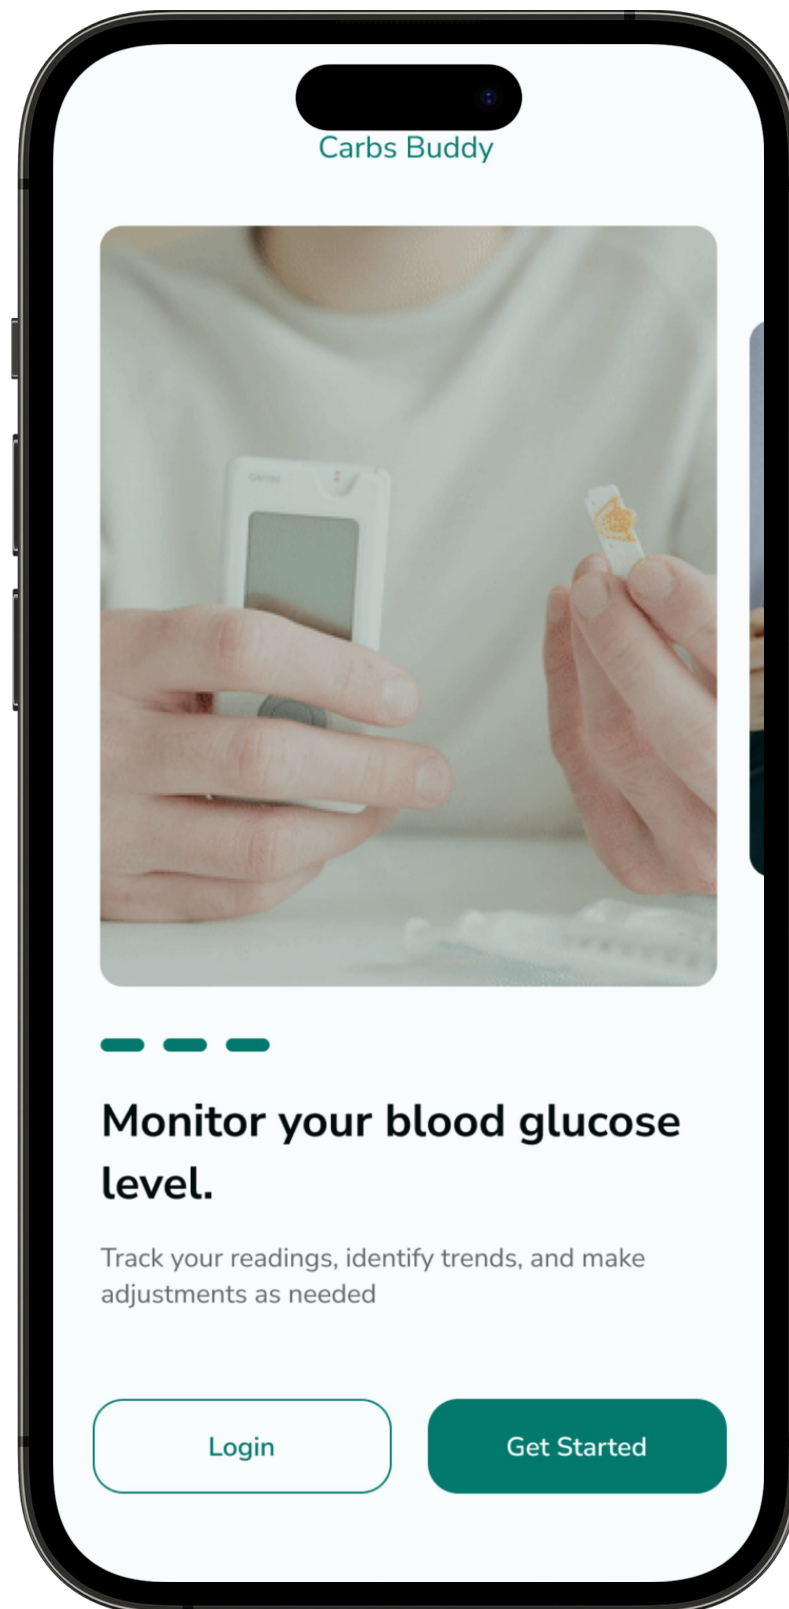 Carbs Buddy
Monitor your blood glucose
level.
Track your readings, identify trends, and make
adjustments as needed
Login
Get Started